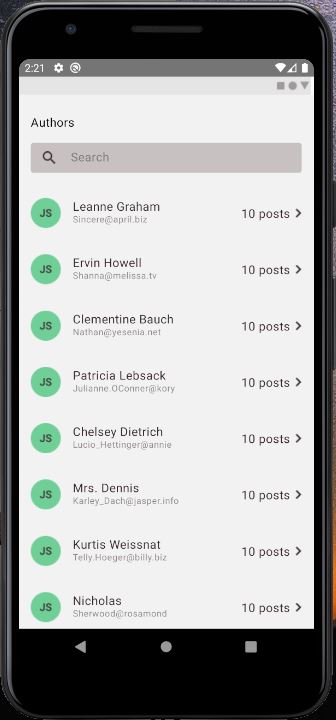 2:21
Authors
Search
JS Leanne Graham 10 posts
Sincere@april.biz
JS Ervin Howell 10 posts
Shanna@melissa.tv
JS Clementine Bauch 10 posts
Nathan@yesenia.net
JS Patricia Lebsack 10 posts
Julianne.OConner@kory
JS Chelsey Dietrich 10 posts
Lucio_Hettinger@annie
JS Mrs. Dennis 10 posts
Karley_Dach@jasper.info
JS Kurtis Weissnat 10 posts
Telly.Hoeger@billy.biz
JS Nicholas 10 posts
Sherwood@rosamond